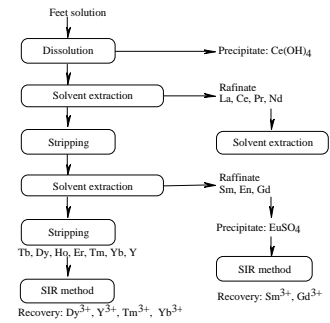 Feet solution
Dissolution
Precipitate: Ce(OH)4
Solvent extraction
Rafinate
La, Ce, Pr, Nd
Stripping
Solvent extraction
Solvent extraction
Raffinate
Sm, En, Gd
Stripping
Precipitate: EuSO4
Tb, Dy, Ho, Er, Tm, Yb, Y
SIR method
SIR method
Recovery: Sm3+, Gd3+
Recovery: Dy3+, Y3+, Tm3+, Yb3+